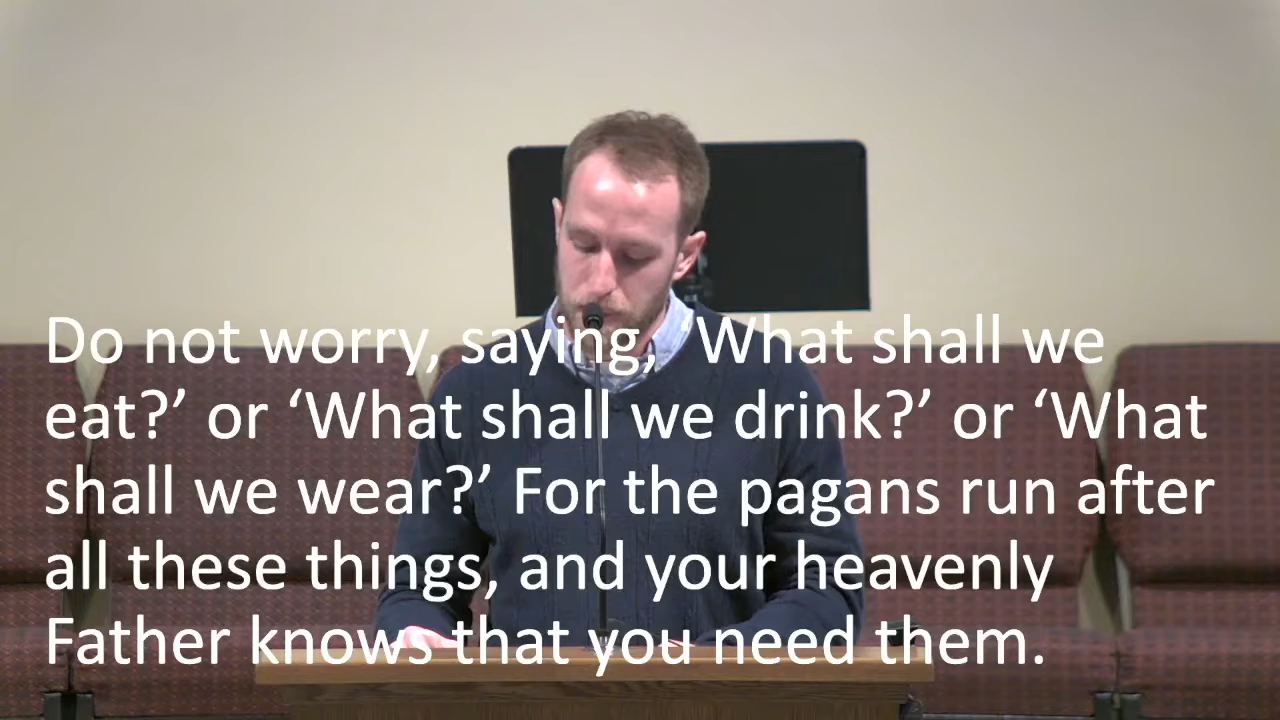 Do not worry, saying, ‘What shall we
eat?’ or ‘What shall we drink?’ or ‘What
shall we wear?’ For the pagans run after
all these things, and your heavenly
Father knows that you need them.